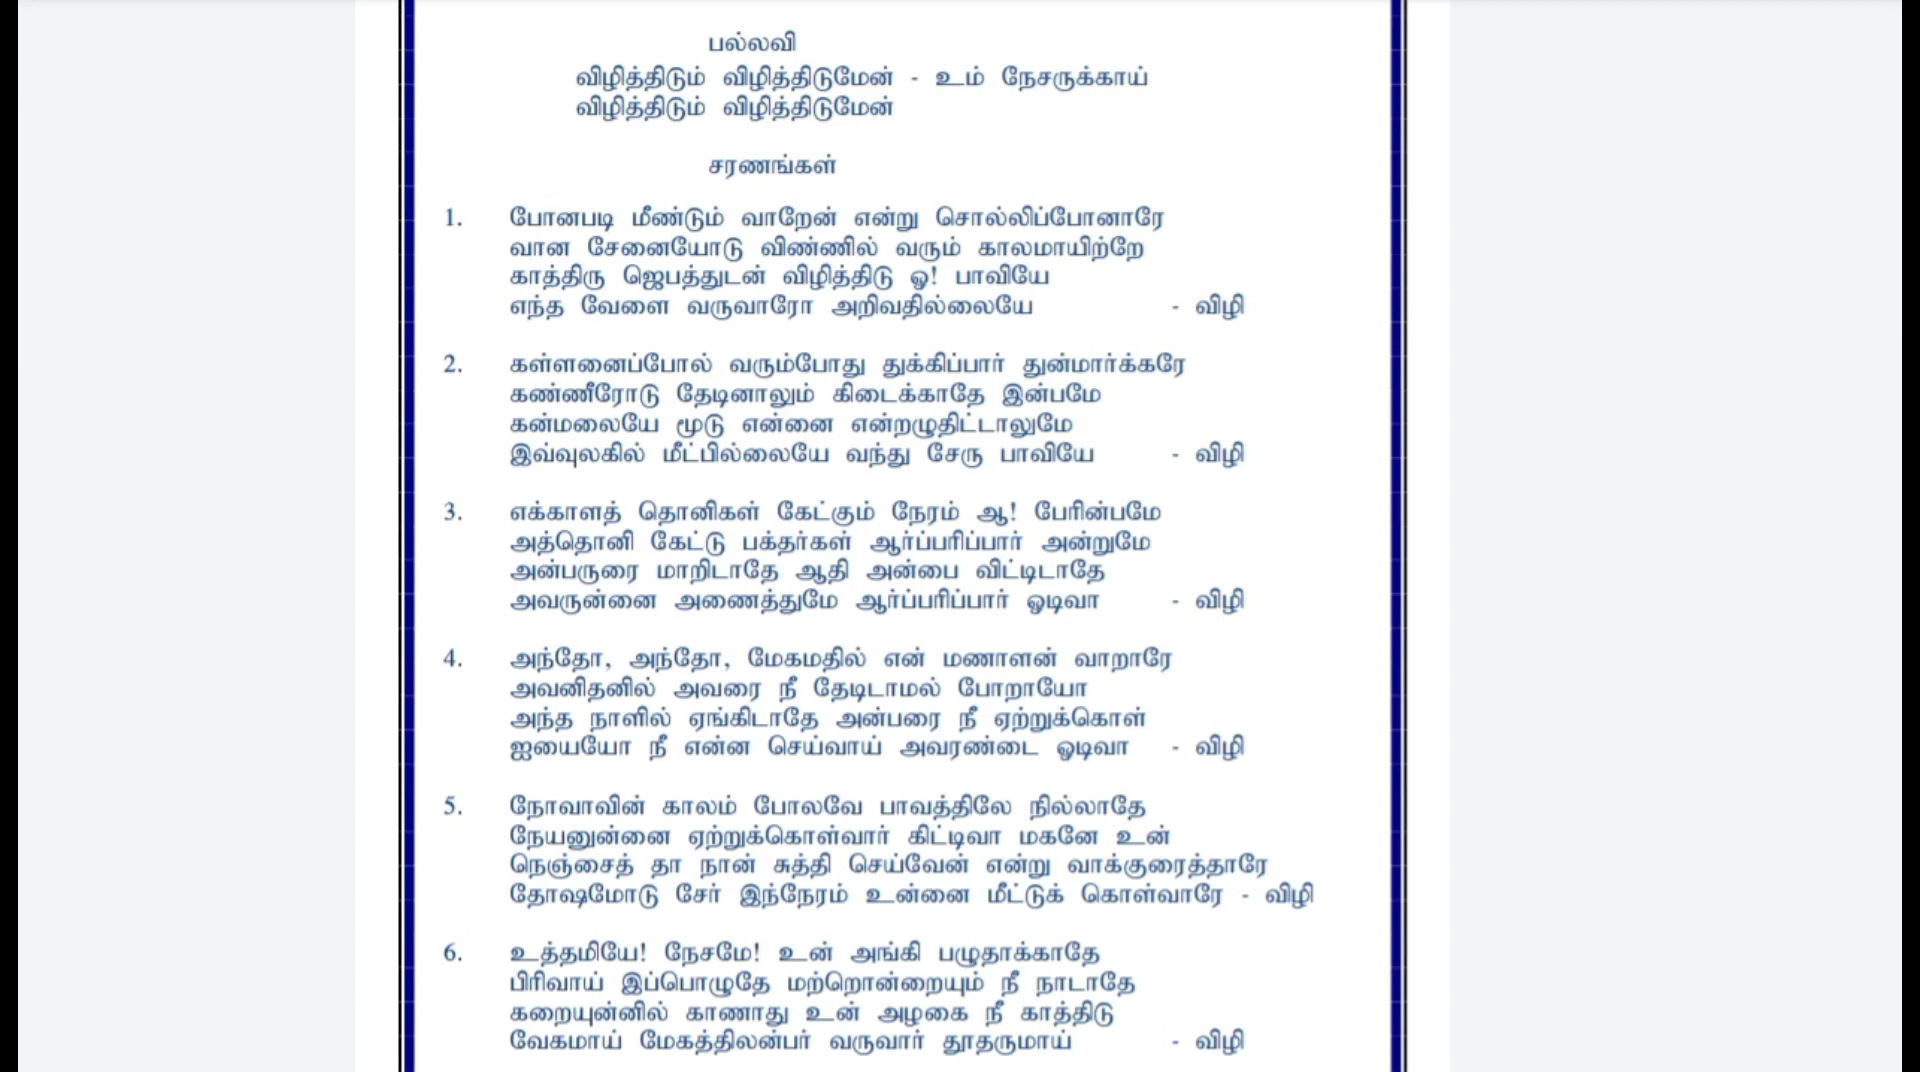 பல்லவி
விழித்திடும் விழித்திடுமேன் - உம் நேசருக்காய்
விழித்திடும் விழித்திடுமேன்
சரணங்கள்
1. போனபடி மீண்டும் வாறேன் என்று சொல்லிப்போனாரே
வான சேனையோடு விண்ணில் வரும் காலமாயிற்றே
காத்திரு ஜெபத்துடன் விழித்திடு ஓ! பாவியே
எந்த வேளை வருவாரோ அறிவதில்லையே - விழி
2. கள்ளனைப்போல் வரும்போது துக்கிப்பார் துன்மார்க்கரே
கண்ணீரோடு தேடினாலும் கிடைக்காதே இன்பமே
கன்மலையே மூடு என்னை என்றழுதிட்டாலுமே
இவ்வுலகில் மீட்பில்லையே வந்து சேரு பாவியே - விழி
3. எக்காளத் தொனிகள் கேட்கும் நேரம் ஆ! பேரின்பமே
அத்தொனி கேட்டு பக்தர்கள் ஆர்ப்பரிப்பார் அன்றுமே
அன்பருரை மாறிடாதே ஆதி அன்பை விட்டிடாதே
அவருன்னை அணைத்துமே ஆர்ப்பரிப்பார் ஓடிவா - விழி
4. அந்தோ, அந்தோ, மேகமதில் என் மணாளன் வாறாரே
அவனிதனில் அவரை நீ தேடிடாமல் போறாயோ
அந்த நாளில் ஏங்கிடாதே அன்பரை நீ ஏற்றுக்கொள்
ஐயையோ நீ என்ன செய்வாய் அவரண்டை ஓடிவா - விழி
5. நோவாவின் காலம் போலவே பாவத்திலே நில்லாதே
நேயனுன்னை ஏற்றுக்கொள்வார் கிட்டிவா மகனே உன்
நெஞ்சைத் தா நான் சுத்தி செய்வேன் என்று வாக்குரைத்தாரே
தோஷமோடு சேர் இந்நேரம் உன்னை மீட்டுக் கொள்வாரே - விழி
6. உத்தமியே! நேசமே! உன் அங்கி பழுதாக்காதே
பிரிவாய் இப்பொழுதே மற்றொன்றையும் நீ நாடாதே
கறையுன்னில் காணாது உன் அழகை நீ காத்திடு
வேகமாய் மேகத்திலன்பர் வருவார் தூதருமாய் - விழி